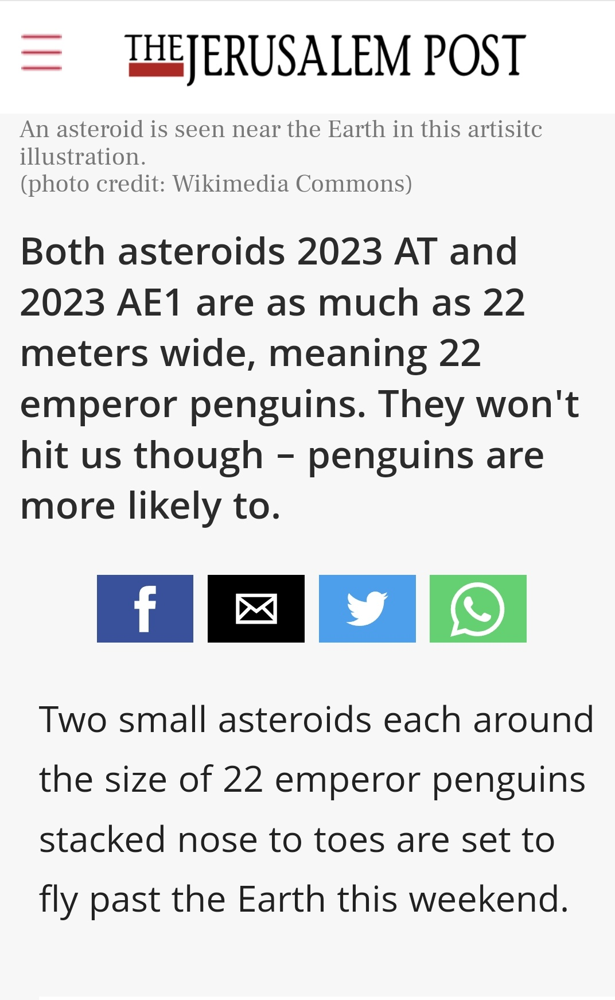 THE JERUSALEM POST
An asteroid is seen near the Earth in this artisitc
illustration.
(photo credit: Wikimedia Commons)
Both asteroids 2023 AT and
2023 AE1 are as much as 22
meters wide, meaning 22
emperor penguins. They won't
hit us though – penguins are
more likely to.
Two small asteroids each around
the size of 22 emperor penguins
stacked nose to toes are set to
fly past the Earth this weekend.